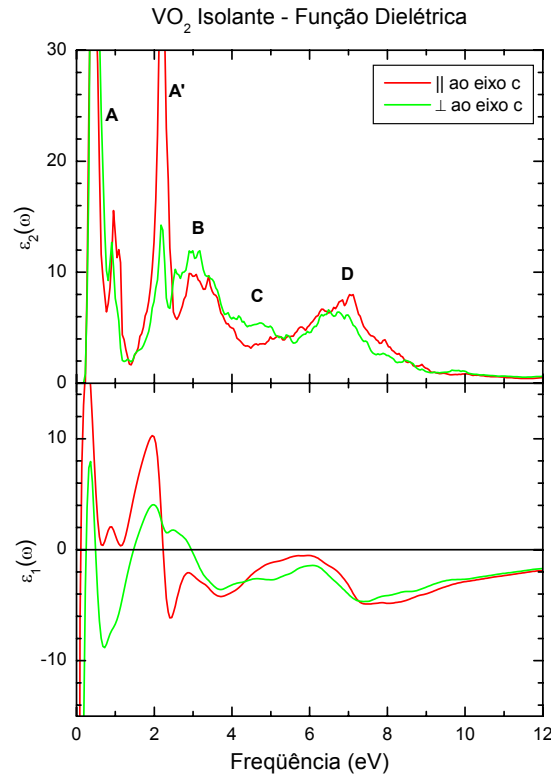 VO2 Isolante - Função Dielétrica
30
20
10
0
ε2(ω)
A
A'
B
C
D
|| ao eixo c
⊥ ao eixo c
10
0
-10
ε1(ω)
0 2 4 6 8 10 12
Freqüência (eV)